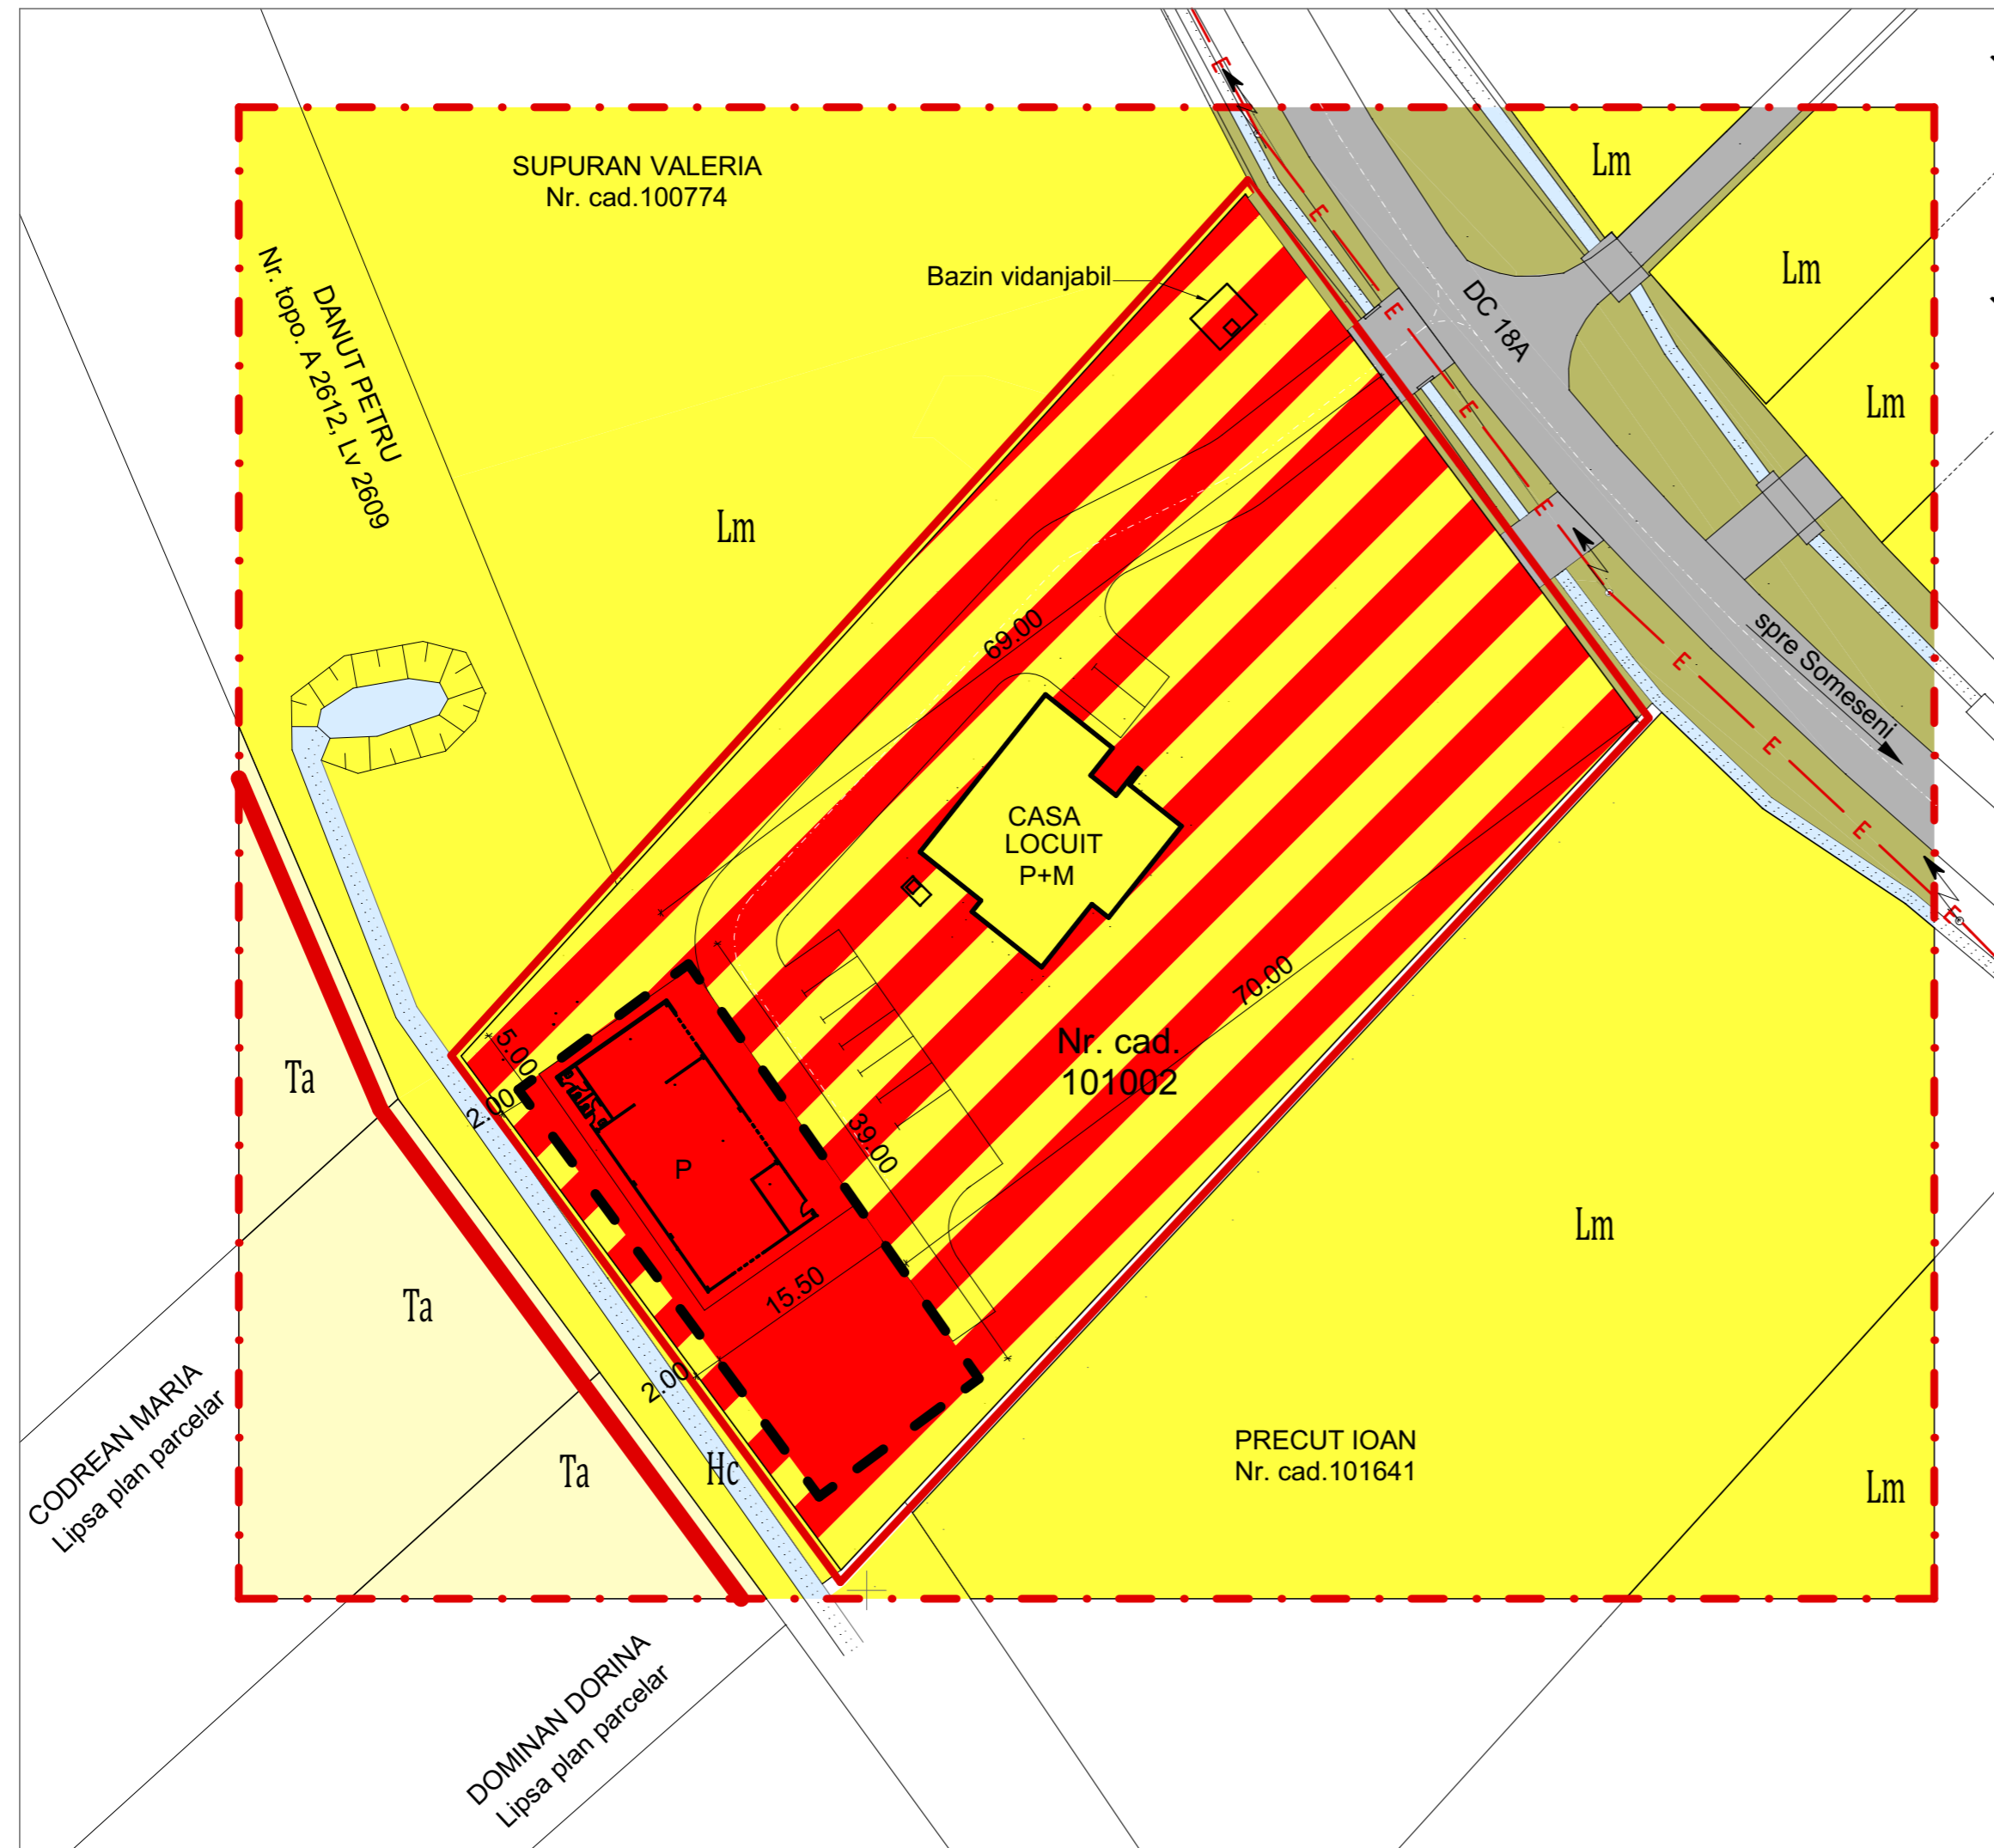 E
SUPURAN VALERIA
Nr. cad.100774
Lm
E
Bazin vidanjabil
Lm
DANUT PETRU
Nr. topo. A 2612, Lv 2609
E
DC 18A
Lm
E
Lm
E
69.00
E
spre Someseni
E
CASA
LOCUIT
P+M
E
E
70.00
Nr. cad.
101002
5.00
2.00
Ta
39.00
P
Lm
15.50
Ta
2.00
CODREAN MARIA
Lipsa plan parcelar
Ta
Hc
PRECUT IOAN
Nr. cad.101641
Lm
DOMINAN DORINA
Lipsa plan parcelar